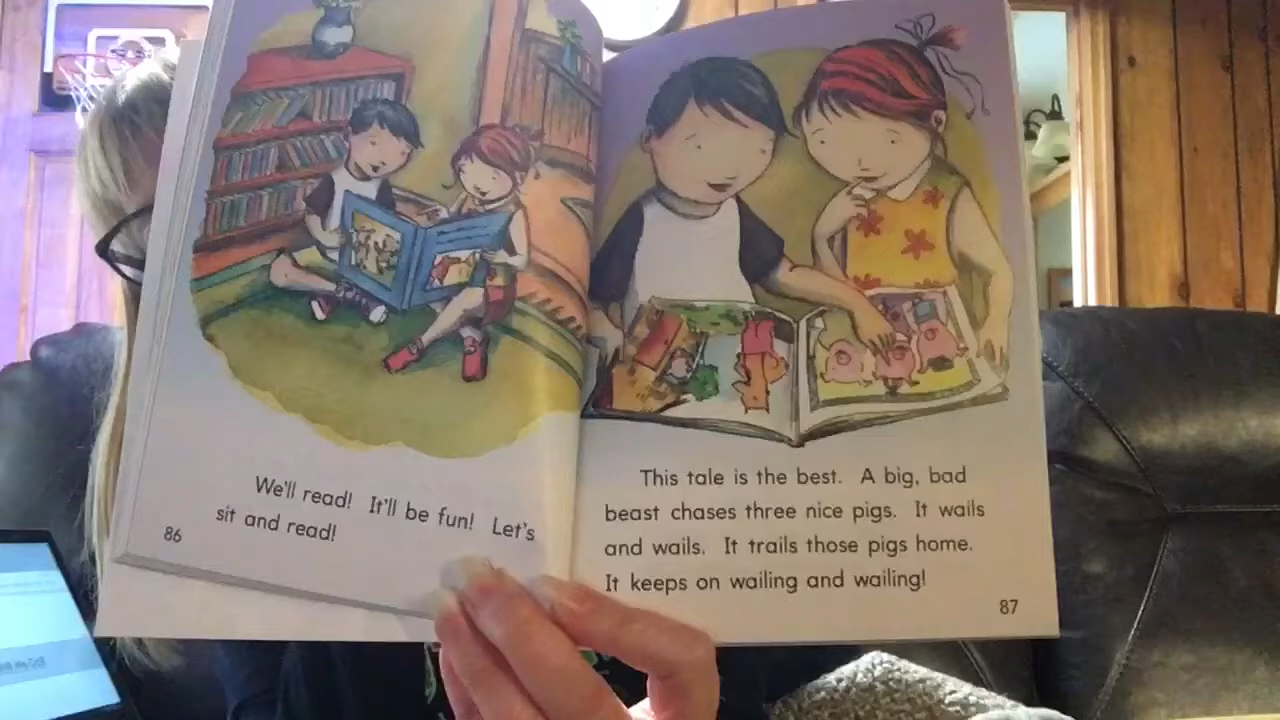 We'll read! It'll be fun! Let's
sit and read!
86
This tale is the best. A big, bad
beast chases three nice pigs. It wails
and wails. It trails those pigs home.
It keeps on wailing and wailing!
87